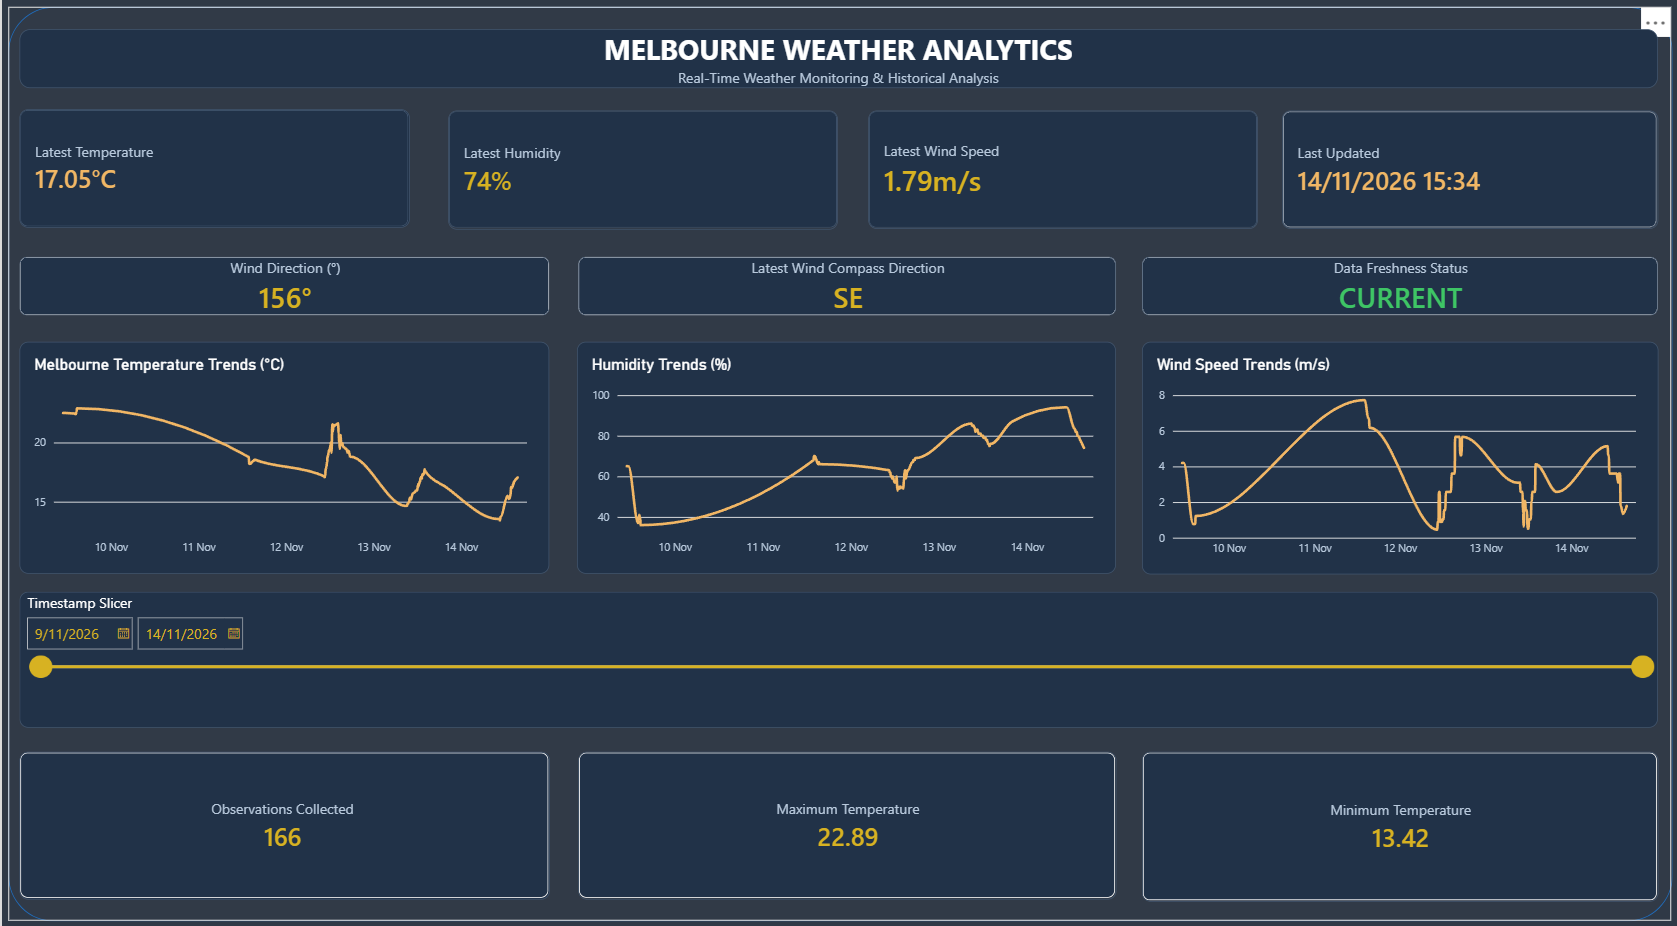 ...
MELBOURNE WEATHER ANALYTICS
Real-Time Weather Monitoring & Historical Analysis
Latest Temperature
17.05°C
Latest Humidity
74%
Latest Wind Speed
1.79m/s
Last Updated
14/11/2026 15:34
Wind Direction (°)
156°
Latest Wind Compass Direction
SE
Data Freshness Status
CURRENT
Melbourne Temperature Trends (°C)
20
15
10 Nov 11 Nov 12 Nov 13 Nov 14 Nov
Humidity Trends (%)
100
80
60
40
10 Nov 11 Nov 12 Nov 13 Nov 14 Nov
Wind Speed Trends (m/s)
8
6
4
2
0
10 Nov 11 Nov 12 Nov 13 Nov 14 Nov
Timestamp Slicer
9/11/2026 14/11/2026
Observations Collected
166
Maximum Temperature
22.89
Minimum Temperature
13.42